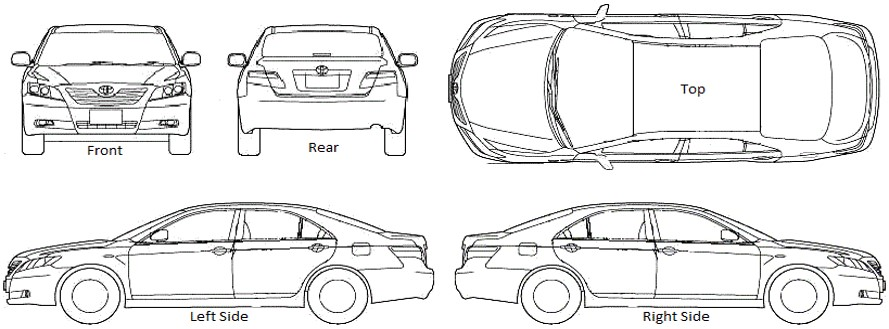 Front
Rear
Top
Left Side
Right Side